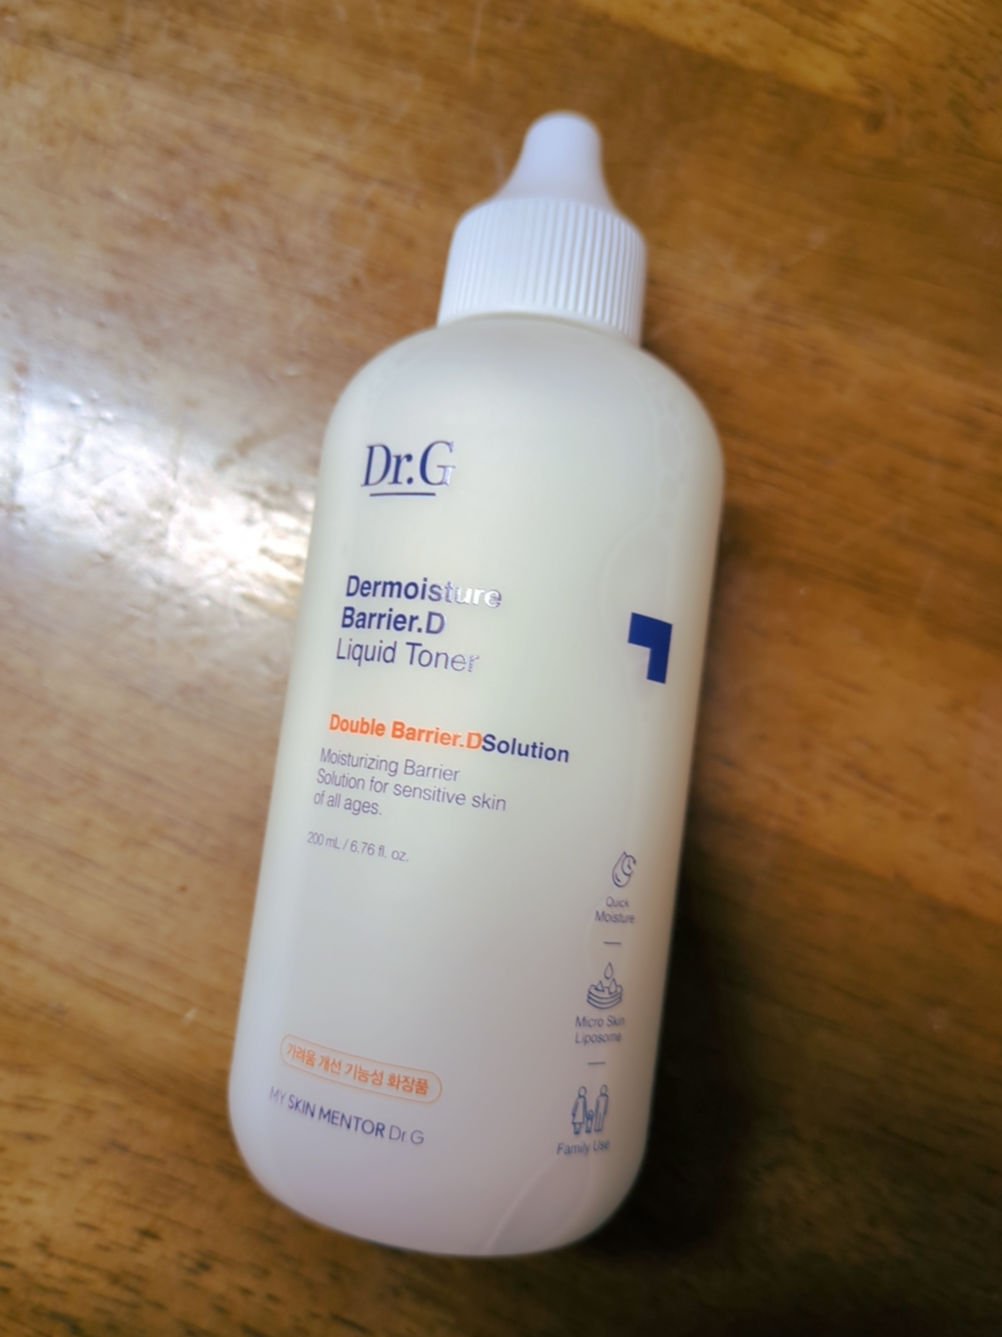 Dr.G
Dermoisture
Barrier.D
Liquid Toner
Double Barrier.DSolution
Moisturizing Barrier
Solution for sensitive skin
of all ages.
200 mL / 6.76 fl. oz.
Quick
Moisture
Micro Skin
Liposome
Family Use
가려움 개선 기능성 화장품
MY SKIN MENTOR Dr.G